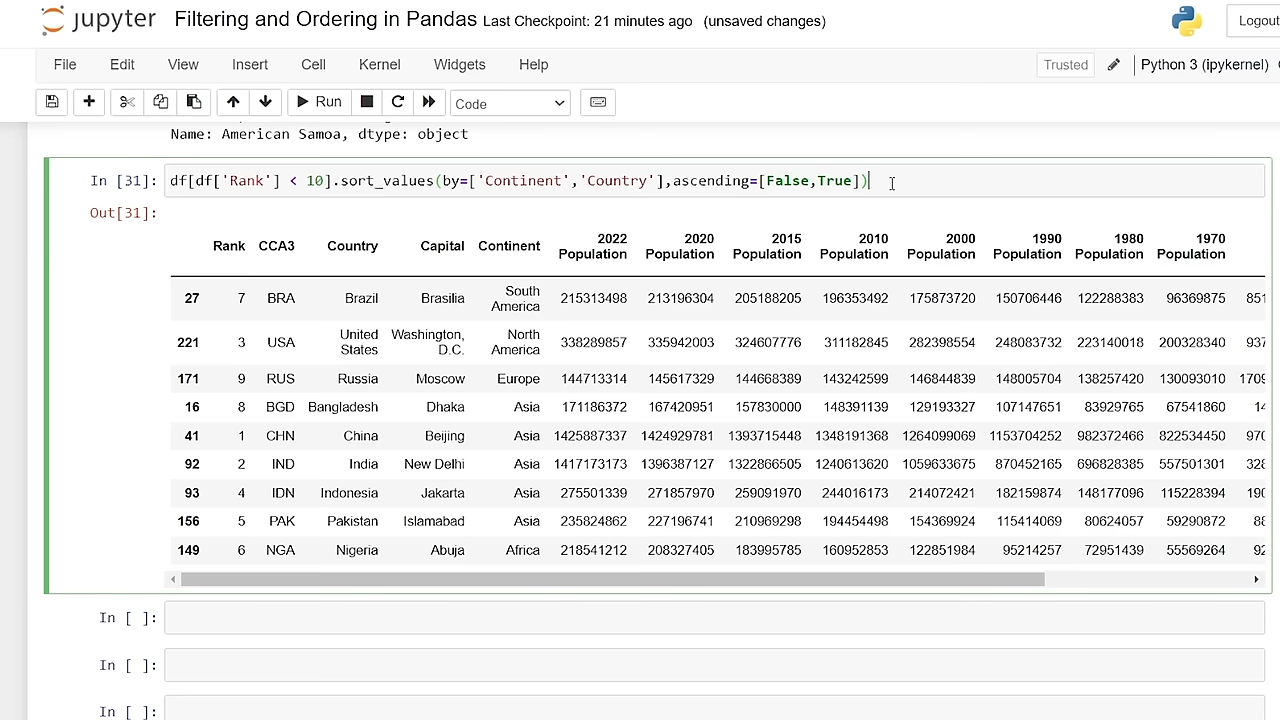 jupyter Filtering and Ordering in Pandas Last Checkpoint: 21 minutes ago (unsaved changes)
Logout
File Edit View Insert Cell Kernel Widgets Help Trusted Python 3 (ipykernel)
Run Code
Name: American Samoa, dtype: object
In [31]: df[df['Rank'] < 10].sort_values(by=['Continent','Country'],ascending=[False,True])
Out[31]:
Rank CCA3 Country Capital Continent 2022 Population 2020 Population 2015 Population 2010 Population 2000 Population 1990 Population 1980 Population 1970 Population
27 7 BRA Brazil Brasilia South America 215313498 213196304 205188205 196353492 175873720 150706446 122288383 96369875 851
221 3 USA United States Washington, D.C. North America 338289857 335942003 324607776 311182845 282398554 248083732 223140018 200328340 937
171 9 RUS Russia Moscow Europe 144713314 145617329 144668389 143242599 146844839 148005704 138257420 130093010 1709
16 8 BGD Bangladesh Dhaka Asia 171186372 167420951 157830000 148391139 129193327 107147651 83929765 67541860 14
41 1 CHN China Beijing Asia 1425887337 1424929781 1393715448 1348191368 1264099069 1153704252 982372466 822534450 970
92 2 IND India New Delhi Asia 1417173173 1396387127 1322866505 1240613620 1059633675 870452165 696828385 557501301 328
93 4 IDN Indonesia Jakarta Asia 275501339 271857970 259091970 244016173 214072421 182159874 148177096 115228394 190
156 5 PAK Pakistan Islamabad Asia 235824862 227196741 210969298 194454498 154369924 115414069 80624057 59290872 88
149 6 NGA Nigeria Abuja Africa 218541212 208327405 183995785 160952853 122851984 95214257 72951439 55569264 92
In [ ]:
In [ ]:
In [ ]: